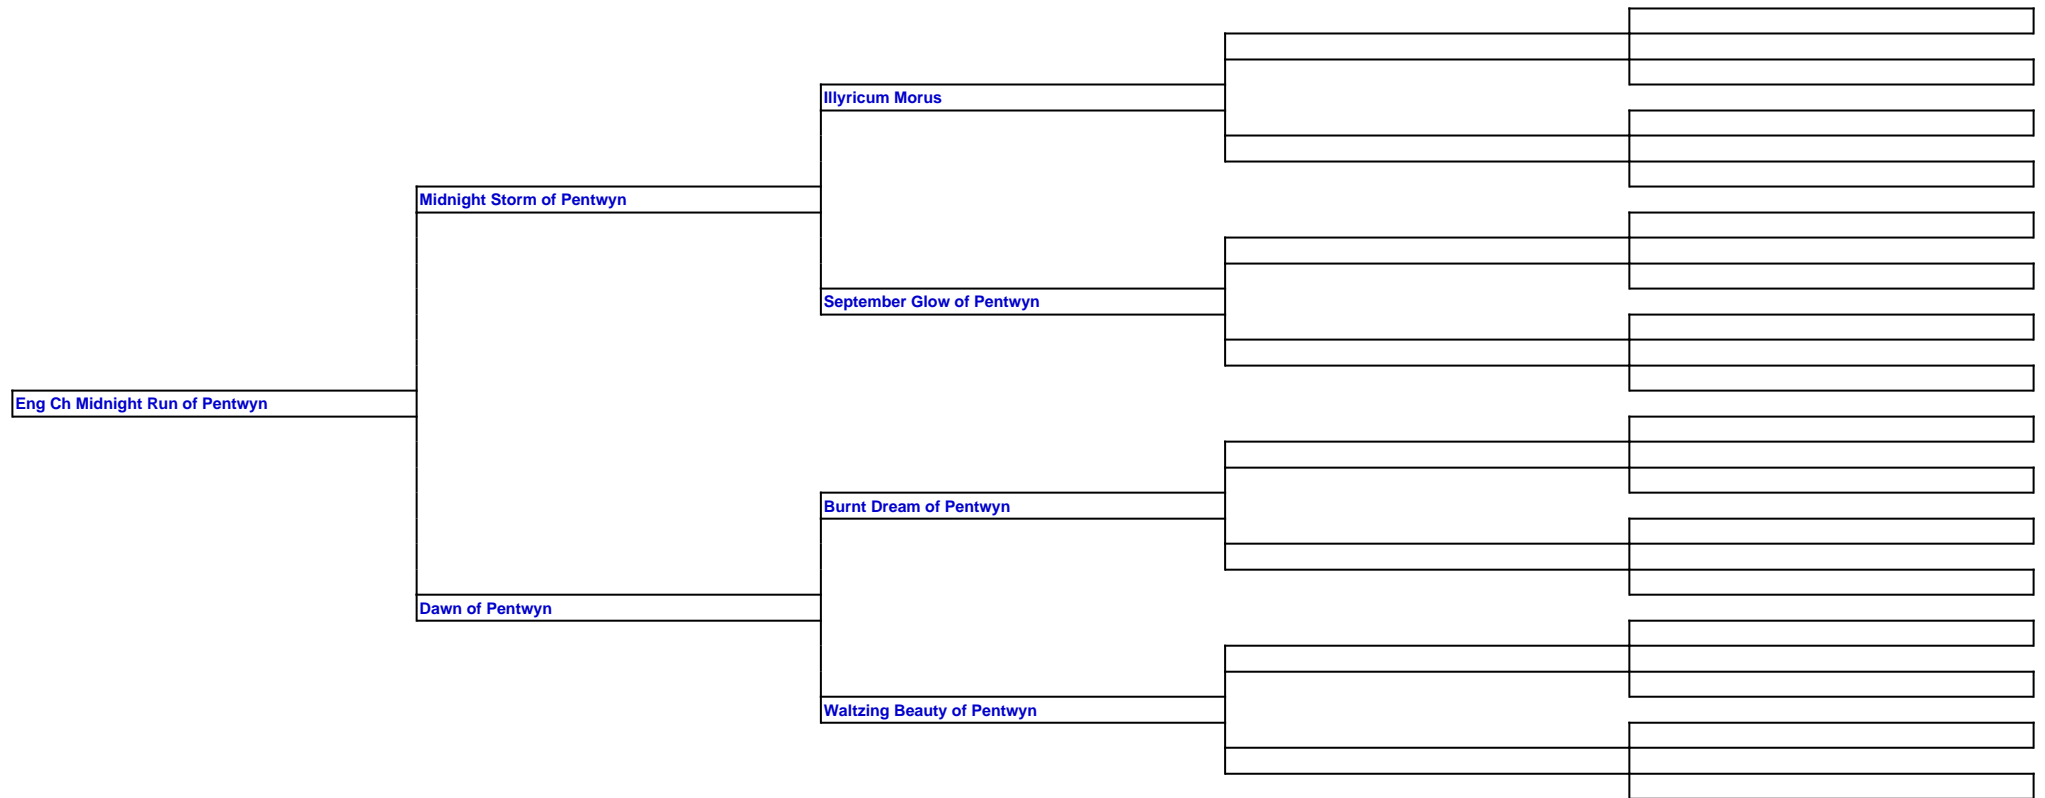 Illyricum Morus
Midnight Storm of Pentwyn
September Glow of Pentwyn
Eng Ch Midnight Run of Pentwyn
Burnt Dream of Pentwyn
Dawn of Pentwyn
Waltzing Beauty of Pentwyn